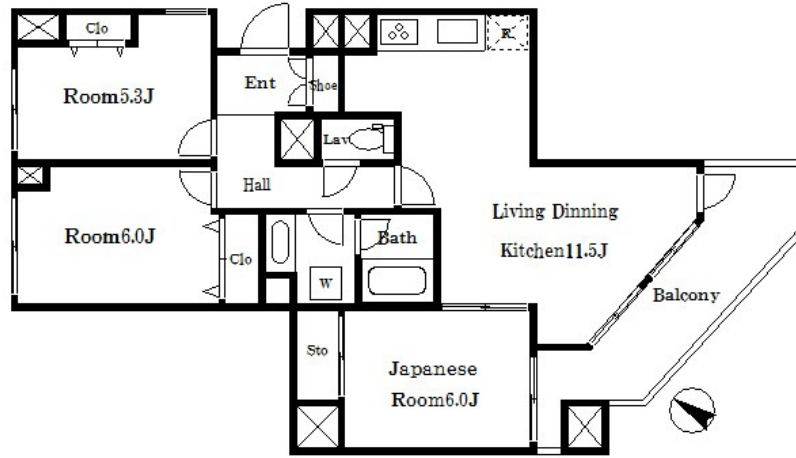 Clo
Room5.3J
Ent
Shoe
R
Lav
Hall
Room6.0J
Clo
W
Bath
Living Dinning
Kitchen11.5J
Balcony
Sto
Japanese
Room6.0J